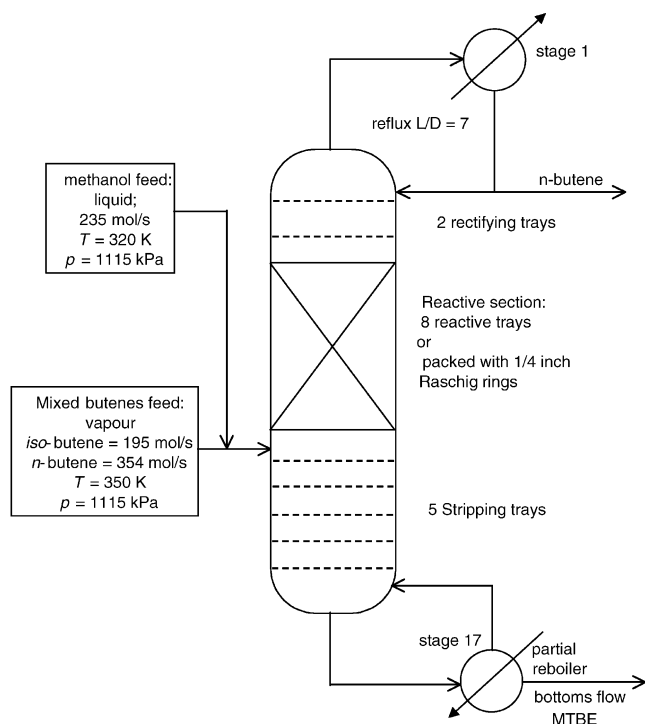 stage 1
reflux L/D = 7
methanol feed:
liquid;
235 mol/s
T = 320 K
p = 1115 kPa
n-butene
2 rectifying trays
Reactive section:
8 reactive trays
or
packed with 1/4 inch
Raschig rings
Mixed butenes feed:
vapour
iso-butene = 195 mol/s
n-butene = 354 mol/s
T = 350 K
p = 1115 kPa
5 Stripping trays
stage 17
partial
reboiler
bottoms flow
MTBE